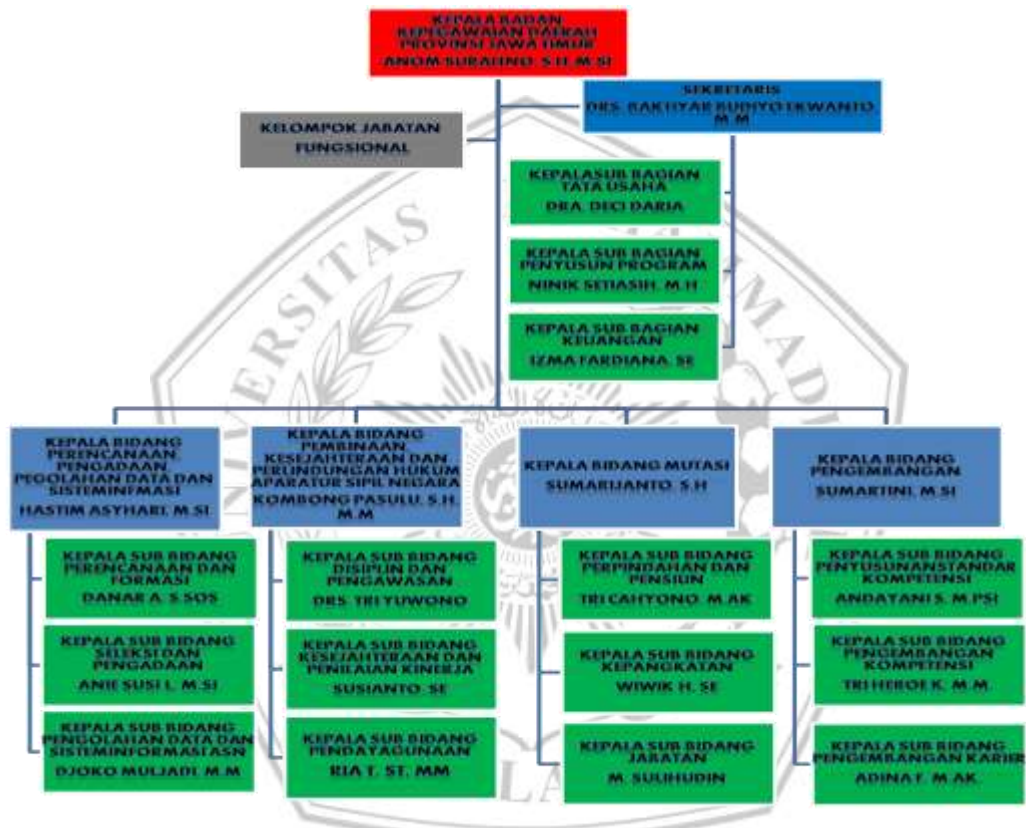 KEPALA BADAN
KEPEGAWAIAN DAERAH
PROVINSI JAWA TIMUR
ANOM SURAHNO, S.H, M.SI
SEKRETARIS
DRS. BAKHYAR BUDIYO EKWANTO,
M.M
KELOMPOK JABATAN
FUNGSIONAL
KEPALASUB BAGIAN
TATA USAHA
DRA. DECI DARIA
KEPALA SUB BAGIAN
PENYUSUN PROGRAM
NINIK SETIASIH, M.H
KEPALA SUB BAGIAN
KEUANGAN
IZMA FARDIANA, SE
KEPALA BIDANG
PERENCANAAN,
PENGADAAN,
PEGOLAHAN DATA DAN
HASTIM ASYHARI, M.SI
KEPALA BIDANG
PEMBINAAN,
KESEJAHTERAAN DAN
PERLINDUNGAN HUKUM
APARATUR SIPIL NEGARA
KOMBONG PASULU, S.H,
M.M
KEPALA BIDANG MUTASI
SUMARIJANTO, S.H
KEPALA BIDANG
PENGEMBANGAN
SUMARTINI, M.SI
KEPALA SUB BIDANG
PERENCANAAN DAN
FORMASI
DANAR A. S.SOS
KEPALA SUB BIDANG
SELEKSI DAN
PENGADAAN
ANIE SUSI L. M.SI
KEPALA SUB BIDANG
PENGOLAHAN DATA DAN
SISTEMINFORMASI ASN
DJOKO MULJADI, M.M
KEPALA SUB BIDANG
DISIPLIN DAN
PENGAWASAN
DRS. TRI YUWONO
KEPALA SUB BIDANG
KESEJAHTERAAN DAN
PENILAIAN KINERJA
SUSIANTO, SE
KEPALA SUB BIDANG
PENDAYAGUNAAN
RIA T. ST, MM
KEPALA SUB BIDANG
PERPINDAHAN DAN
PENSIUN
TRI CAHYONO, M.AK
KEPALA SUB BIDANG
KEPANGKATAN
WIWIK H. SE
KEPALA SUB BIDANG
JABATAN
M. SULIHUDIN
KEPALA SUB BIDANG
PENYUSUNANSTANDAR
KOMPETENSI
ANDAYANI S. M.PSI
KEPALA SUB BIDANG
PENGEMBANGAN
KOMPETENSI
TRI HEROE K. M.M.
KEPALA SUB BIDANG
PENGEMBANGAN KARIER
ADINA F. M.AK